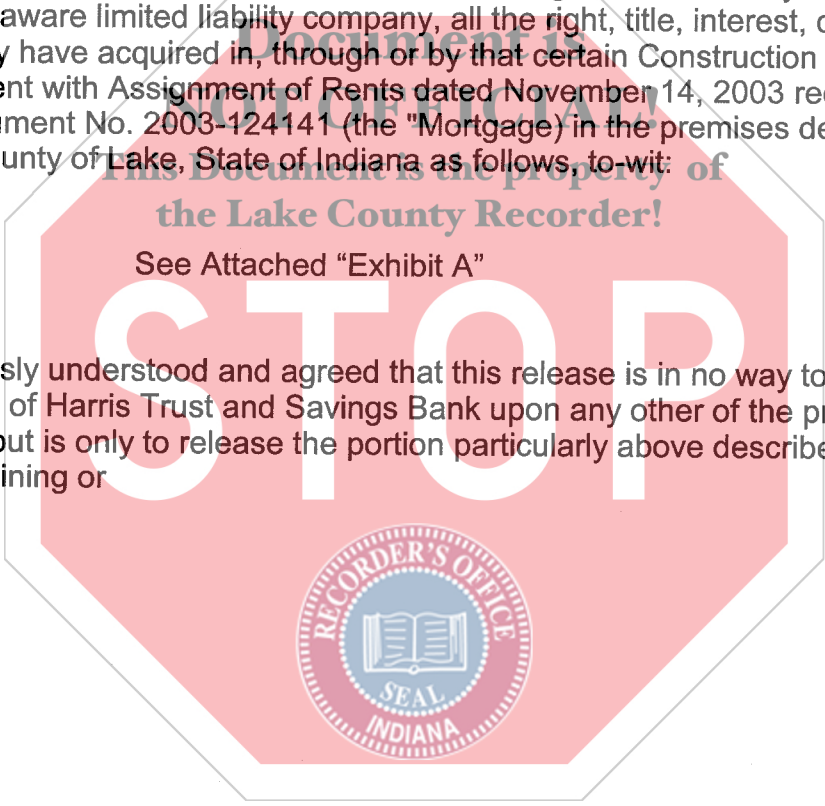 aware limited liability company, all the right, title, interest,
Document is
have acquired in, through or by that certain Construction
ent with Assignment of Rents dated November 14, 2003
NOT OFFICIAL!
ment No. 2003-124141 (the "Mortgage) in the premises
unty of Lake, State of Indiana as follows, to-wit:
This Document is the property of
the Lake County Recorder!
See Attached “Exhibit A”
STOP
sly understood and agreed that this release is in no way to
of Harris Trust and Savings Bank upon any other of the
but is only to release the portion particularly above describe
ining or
RECORDER'S OFFICE
SEAL
INDIANA